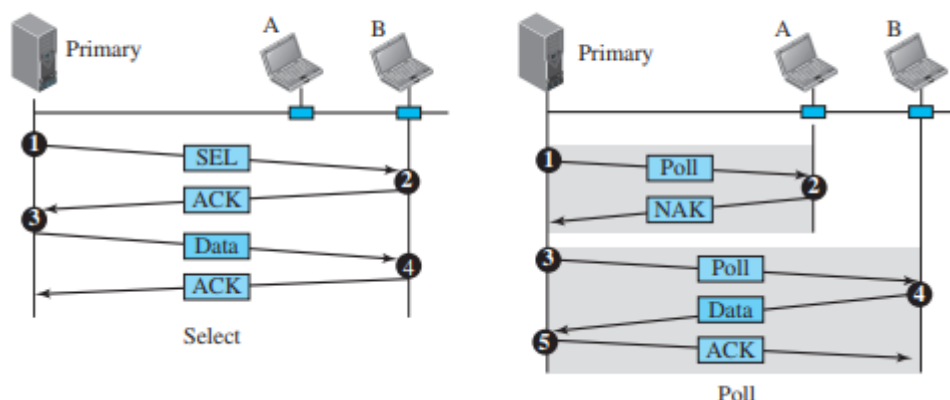 Primary
A
B
1
SEL
2
ACK
3
Data
4
ACK
Select
Primary
A
B
1
Poll
2
NAK
3
Poll
4
Data
5
ACK
Poll